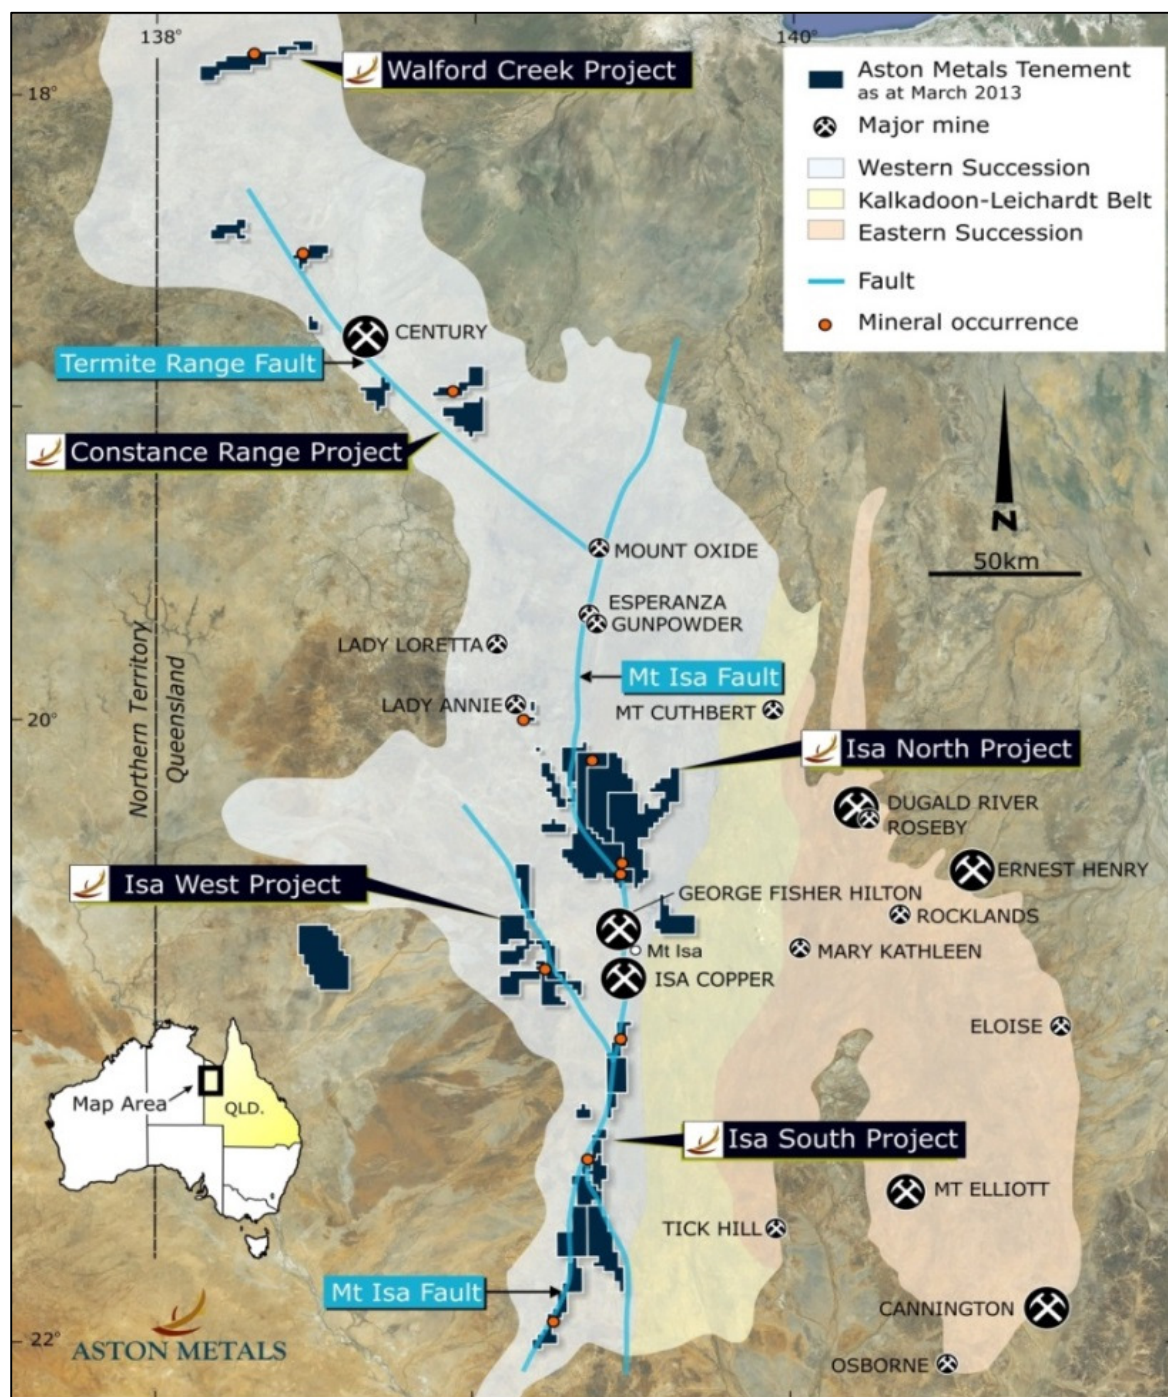 138°
140°
18°
20°
22°
Walford Creek Project
Aston Metals Tenement
as at March 2013
Major mine
Western Succession
Kalkadoon-Leichardt Belt
Eastern Succession
Fault
Mineral occurrence
CENTURY
Termite Range Fault
Constance Range Project
N
50km
MOUNT OXIDE
ESPERANZA
GUNPOWDER
LADY LORETTA
Mt Isa Fault
LADY ANNIE
MT CUTHBERT
Northern Territory
Queensland
Isa North Project
DUGALD RIVER
ROSEBY
ERNEST HENRY
Isa West Project
GEORGE FISHER HILTON
ROCKLANDS
Mt Isa
MARY KATHLEEN
ISA COPPER
ELOISE
Map Area
QLD.
Isa South Project
MT ELLIOTT
TICK HILL
Mt Isa Fault
CANNINGTON
ASTON METALS
OSBORNE